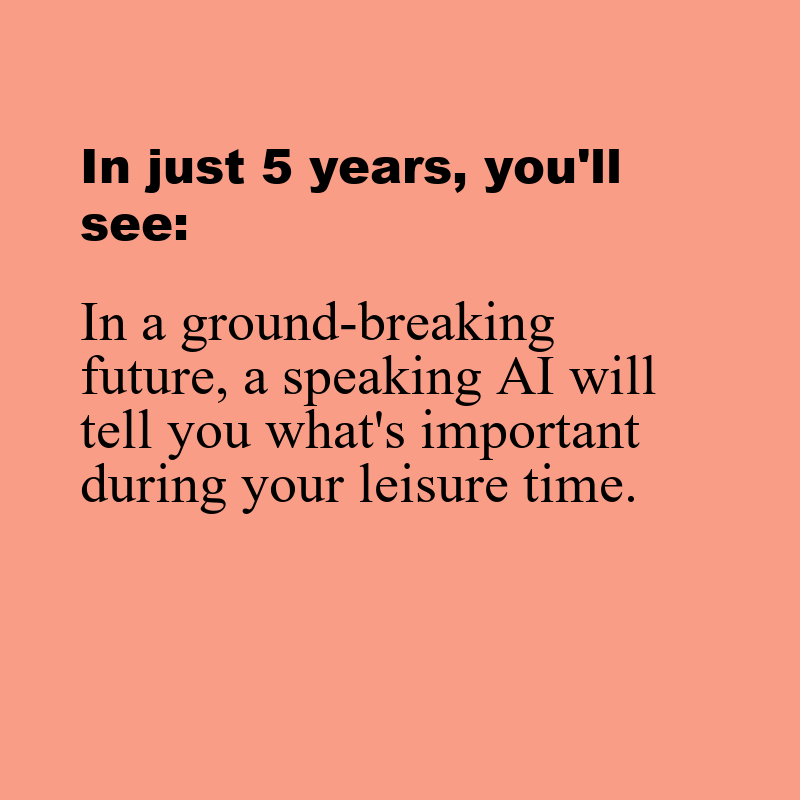 In just 5 years, you'll
see:
In a ground-breaking
future, a speaking AI will
tell you what's important
during your leisure time.